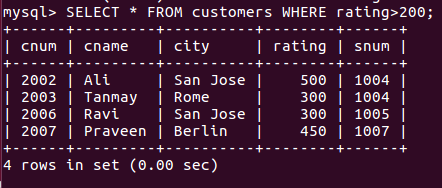 mysql> SELECT * FROM customers WHERE rating>200;
+------+---------+----------+--------+------+
| cnum | cname | city | rating | snum |
+------+---------+----------+--------+------+
| 2002 | Ali | San Jose | 500 | 1004 |
| 2003 | Tanmay | Rome | 300 | 1004 |
| 2006 | Ravi | San Jose | 300 | 1005 |
| 2007 | Praveen | Berlin | 450 | 1007 |
+------+---------+----------+--------+------+
4 rows in set (0.00 sec)